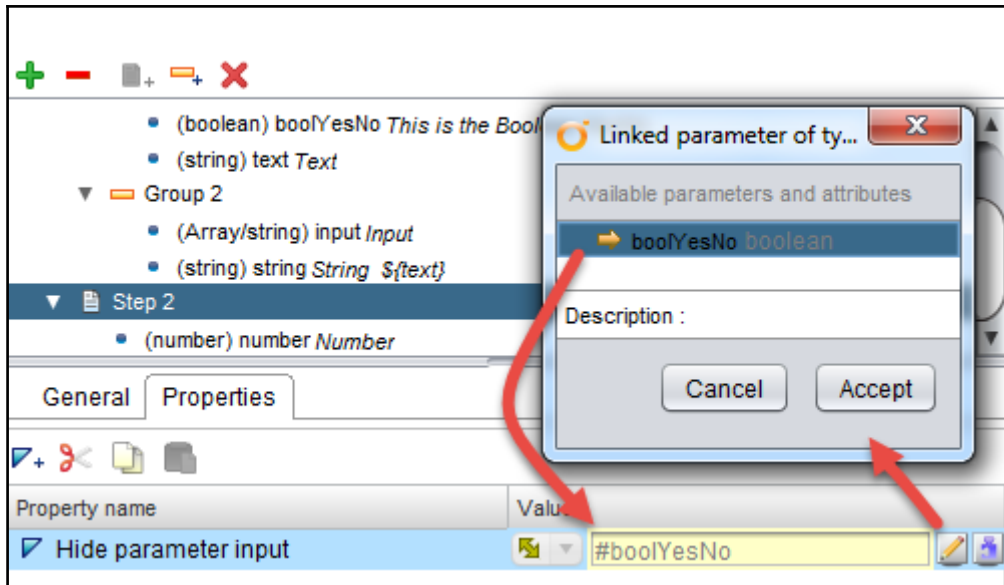 (boolean) boolYesNo This is the Bool
(string) text Text
Group 2
(Array/string) input Input
(string) string String ${text}
Step 2
(number) number Number
Linked parameter of ty...
Available parameters and attributes
boolYesNo boolean
Description :
Cancel Accept
General Properties
Property name Value
Hide parameter input #boolYesNo